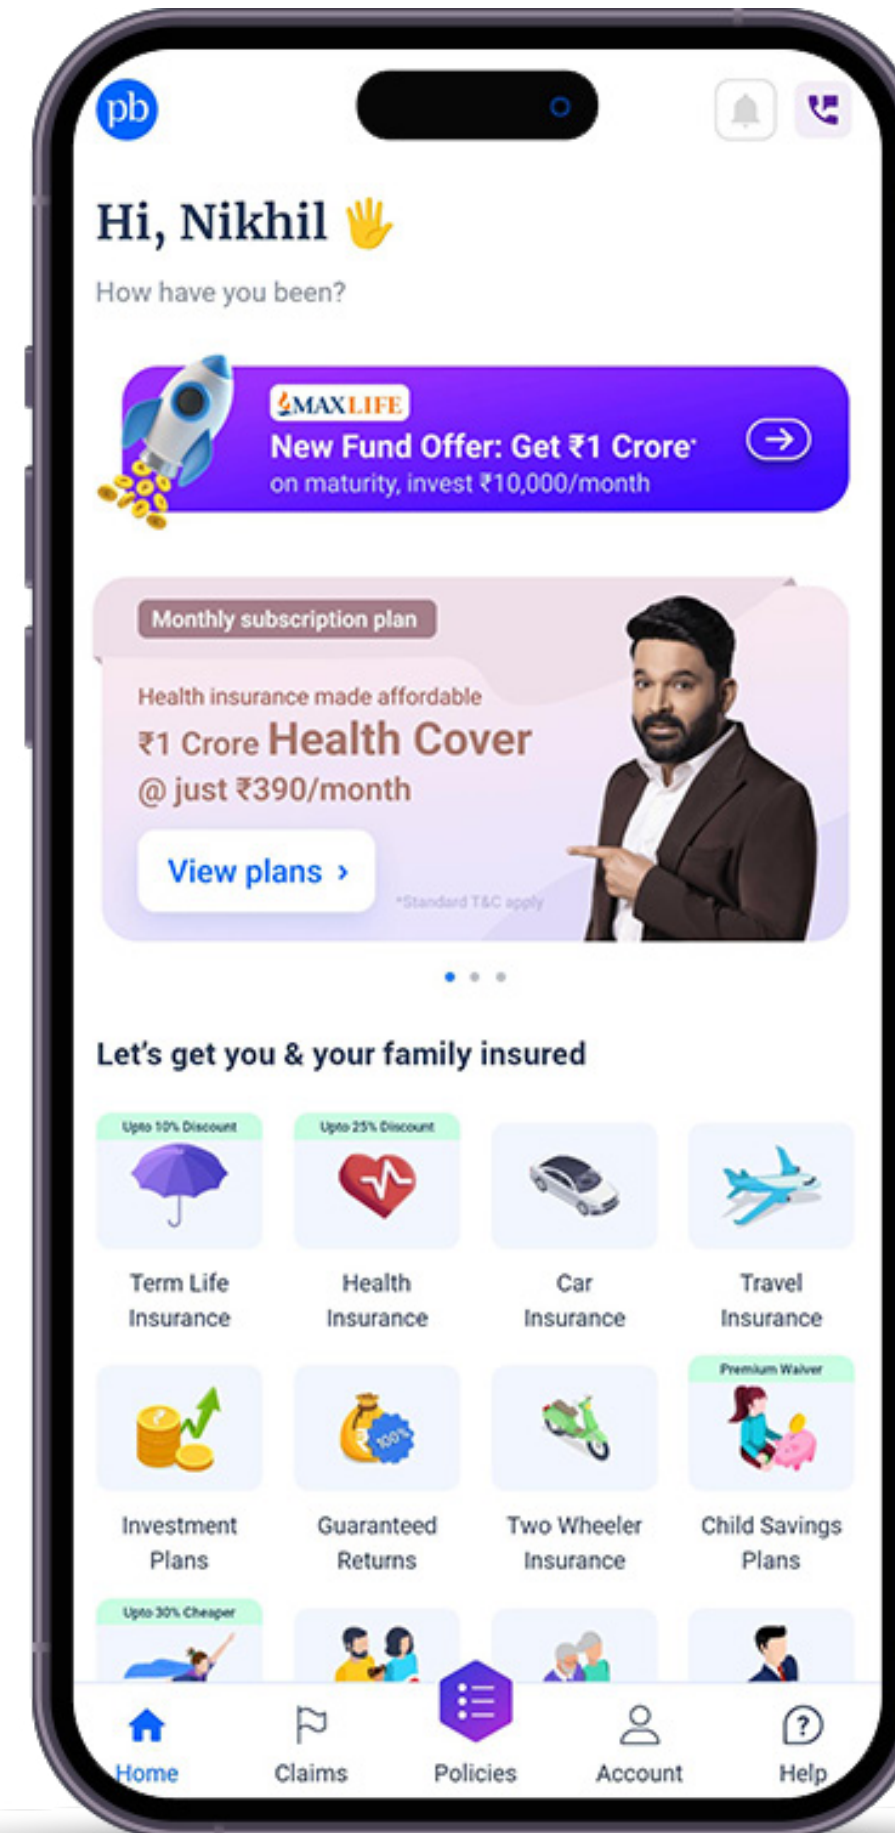 pb
Hi, Nikhil 🖐
How have you been?
MAX LIFE
New Fund Offer: Get ₹1 Crore*
on maturity, invest ₹10,000/month
Monthly subscription plan
Health insurance made affordable
₹1 Crore Health Cover
@ just ₹390/month
View plans ›
*Standard T&C apply
Let's get you & your family insured
Upto 10% Discount
Upto 25% Discount
Term Life
Insurance
Health
Insurance
Car
Insurance
Travel
Insurance
Premium Waiver
100%
Investment
Plans
Guaranteed
Returns
Two Wheeler
Insurance
Child Savings
Plans
Upto 30% Cheaper
Home
Claims
Policies
Account
Help